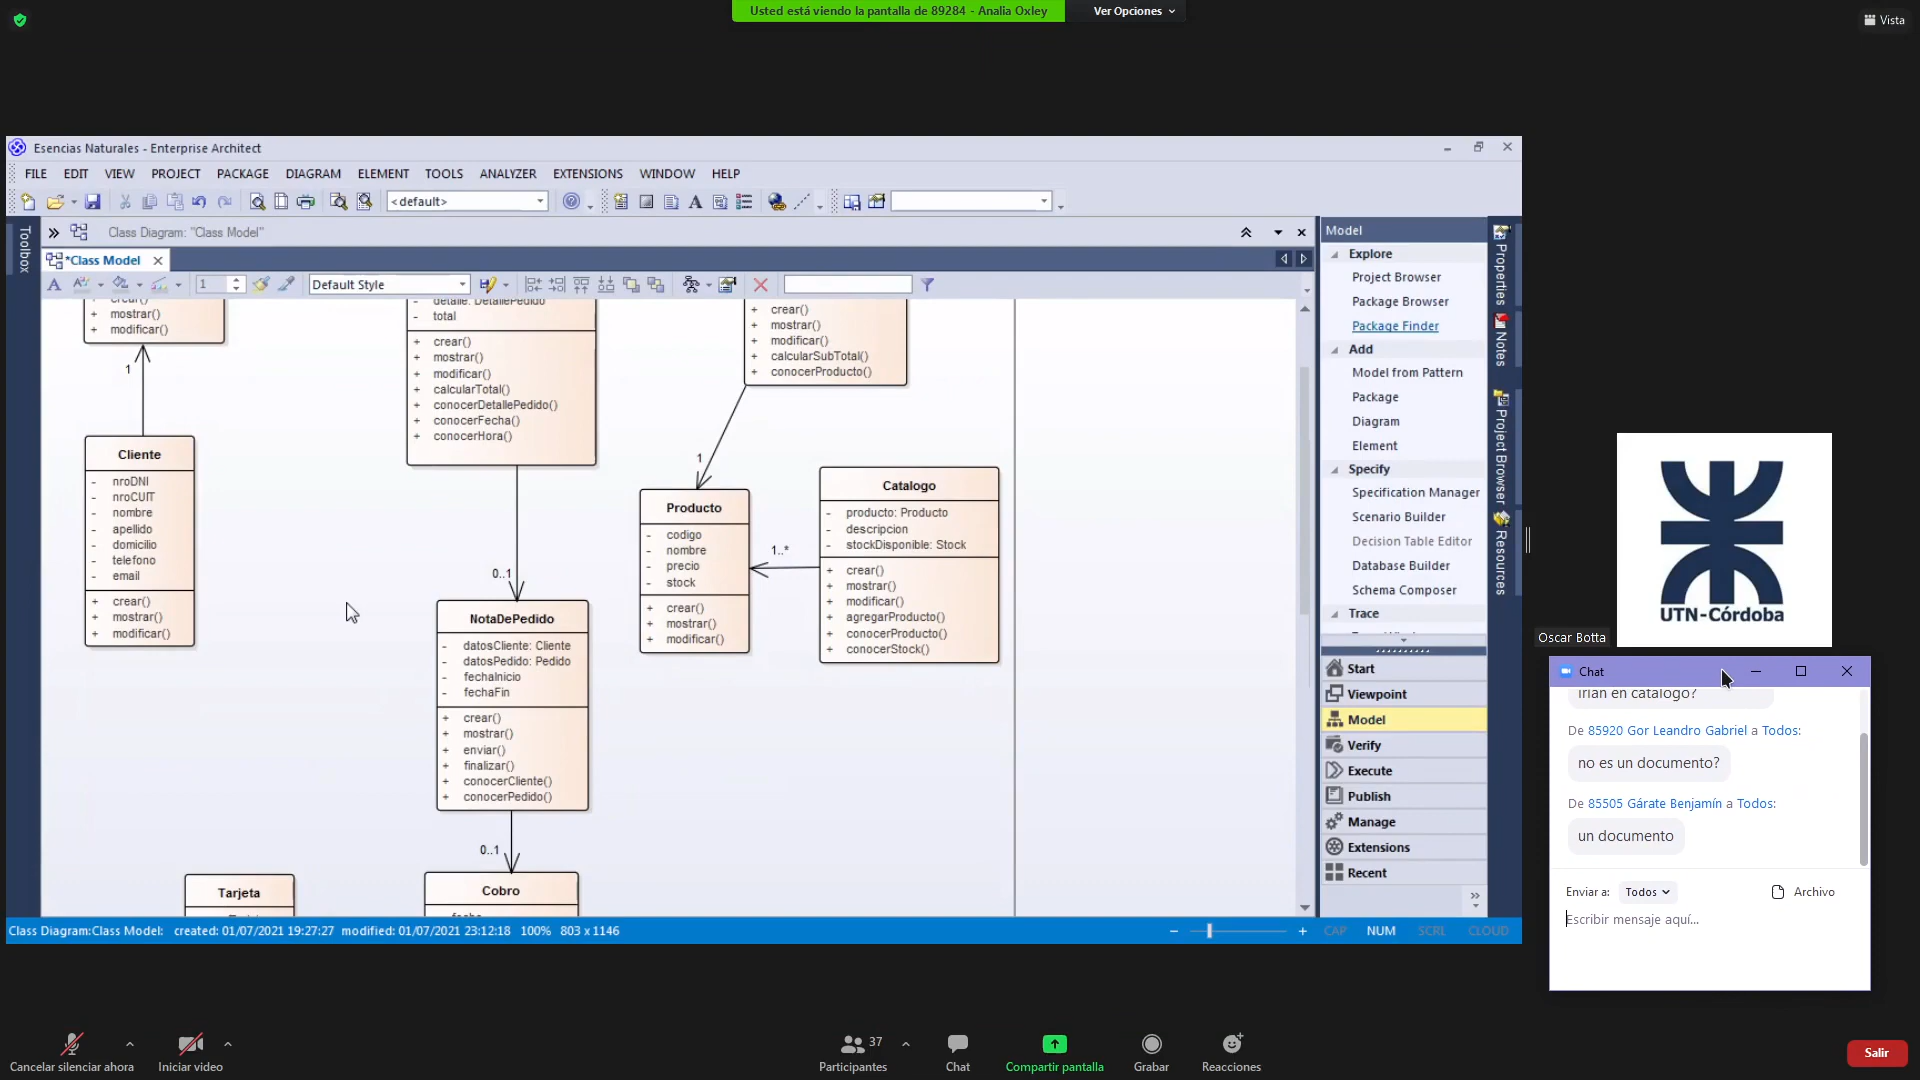 Usted está viendo la pantalla de 89284 - Analia Oxley
Ver Opciones
Vista
Esencias Naturales - Enterprise Architect
FILE EDIT VIEW PROJECT PACKAGE DIAGRAM ELEMENT TOOLS ANALYZER EXTENSIONS WINDOW HELP
<default>
Toolbox
Class Diagram: "Class Model"
*Class Model
1
Default Style
+ crear()
+ mostrar()
+ modificar()
1
Cliente
- nroDNI
- nroCUIT
- nombre
- apellido
- domicilio
- telefono
- email
+ crear()
+ mostrar()
+ modificar()
- detalle: DetallePedido
- total
+ crear()
+ mostrar()
+ modificar()
+ calcularTotal()
+ conocerDetallePedido()
+ conocerFecha()
+ conocerHora()
0..1
NotaDePedido
- datosCliente: Cliente
- datosPedido: Pedido
- fechaInicio
- fechaFin
+ crear()
+ mostrar()
+ enviar()
+ finalizar()
+ conocerCliente()
+ conocerPedido()
0..1
Cobro
Tarjeta
+ crear()
+ mostrar()
+ modificar()
+ calcularSubTotal()
+ conocerProducto()
1
Producto
- codigo
- nombre
- precio
- stock
+ crear()
+ mostrar()
+ modificar()
1..*
Catalogo
- producto: Producto
- descripcion
- stockDisponible: Stock
+ crear()
+ mostrar()
+ modificar()
+ agregarProducto()
+ conocerProducto()
+ conocerStock()
Model
Explore
Project Browser
Package Browser
Package Finder
Add
Model from Pattern
Package
Diagram
Element
Specify
Specification Manager
Scenario Builder
Decision Table Editor
Database Builder
Schema Composer
Trace
Start
Viewpoint
Model
Verify
Execute
Publish
Manage
Extensions
Recent
Properties
Notes
Project Browser
Resources
Class Diagram:Class Model: created: 01/07/2021 19:27:27 modified: 01/07/2021 23:12:18 100% 803 x 1146
CAP NUM SCRL CLOUD
UTN-Córdoba
Oscar Botta
Chat
irian en catalogo?
De 85920 Gor Leandro Gabriel a Todos:
no es un documento?
De 85505 Gárate Benjamín a Todos:
un documento
Enviar a: Todos
Archivo
Escribir mensaje aquí...
Cancelar silenciar ahora
Iniciar video
Participantes
37
Chat
Compartir pantalla
Grabar
Reacciones
Salir